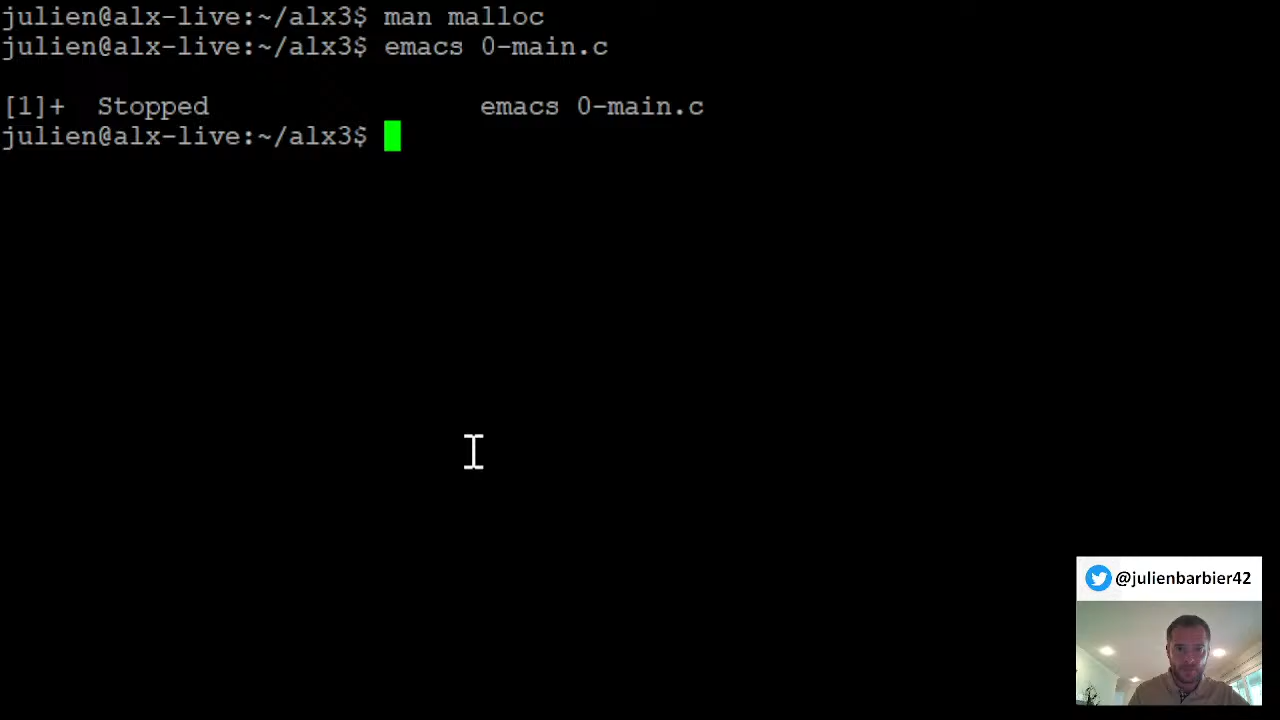 julien@alx-live:~/alx3$ man malloc
julien@alx-live:~/alx3$ emacs 0-main.c
[1]+  Stopped                 emacs 0-main.c
julien@alx-live:~/alx3$
@julienbarbier42